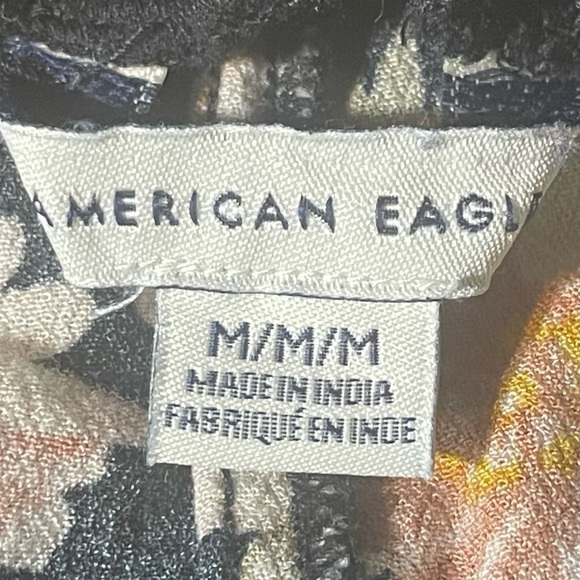 AMERICAN EAGL
M/M/M
MADE IN INDIA
FABRIQUÉ EN INDE